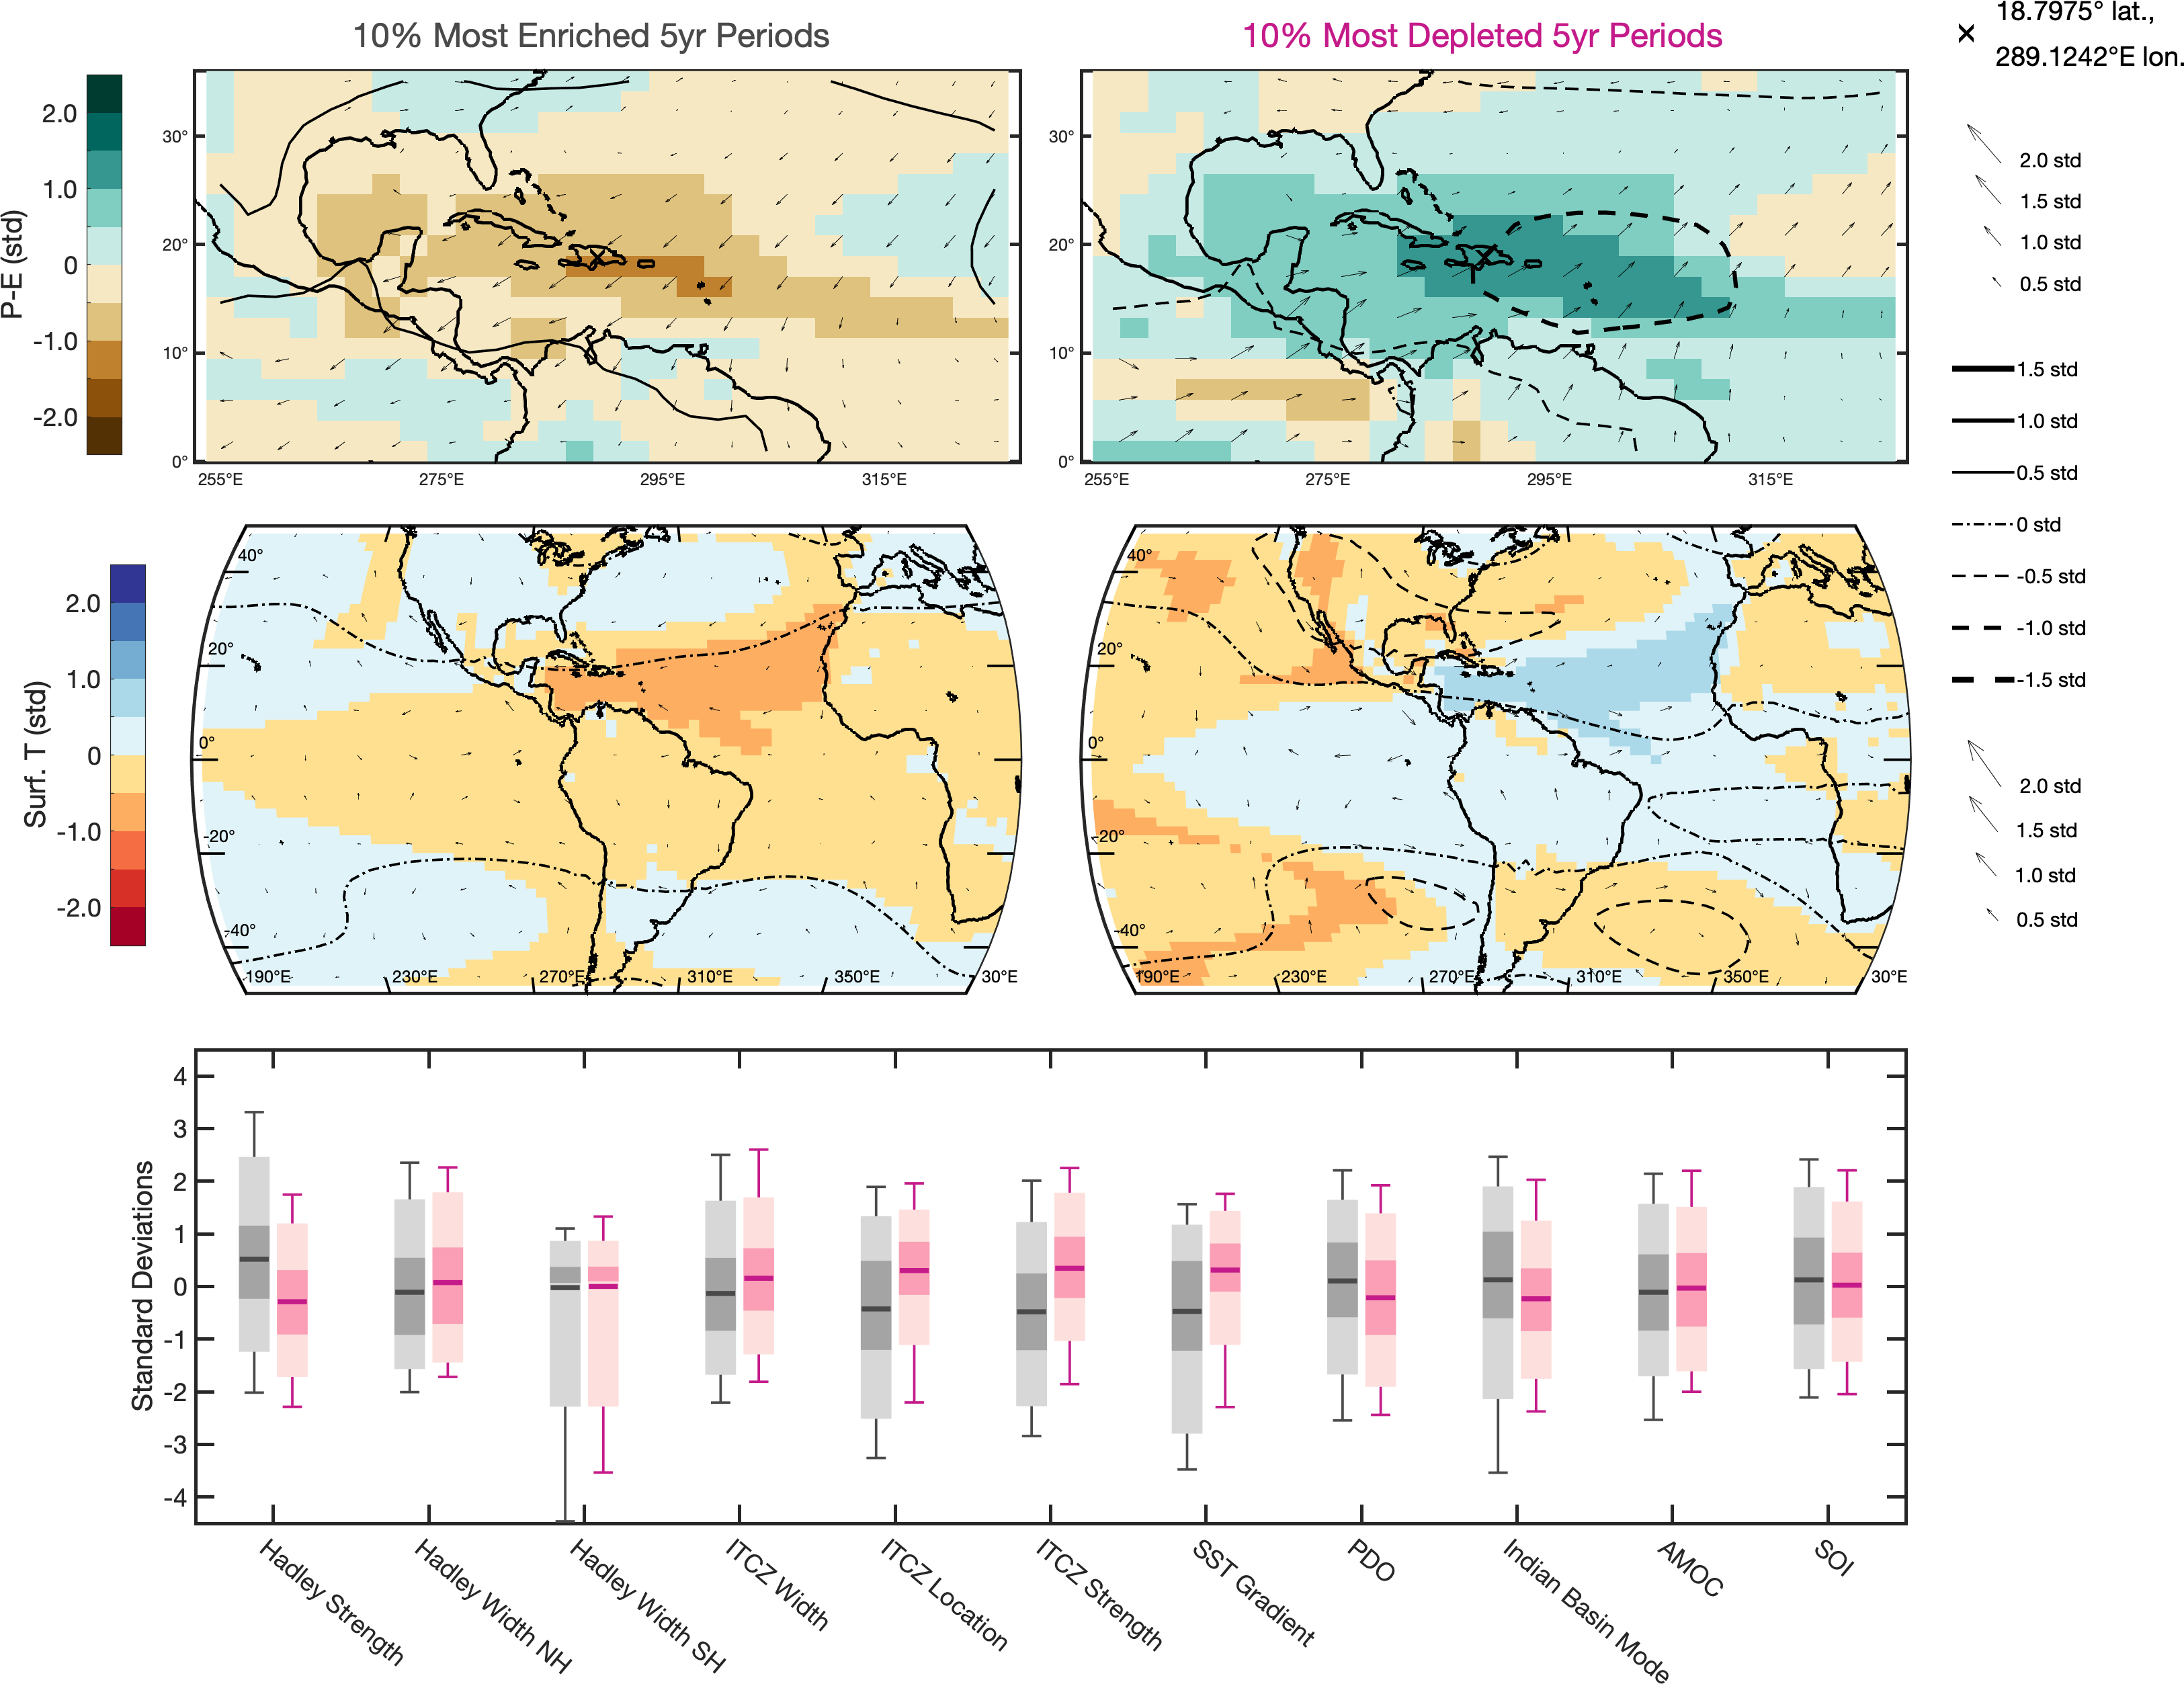 10% Most Enriched 5yr Periods
10% Most Depleted 5yr Periods
18.7975° lat.,
289.1242°E lon.
P-E (std)
2.0
1.0
0
-1.0
-2.0
30°
20°
10°
0°
255°E
275°E
295°E
315°E
30°
20°
10°
0°
255°E
275°E
295°E
315°E
2.0 std
1.5 std
1.0 std
0.5 std
1.5 std
1.0 std
0.5 std
0 std
-0.5 std
-1.0 std
-1.5 std
2.0 std
1.5 std
1.0 std
0.5 std
Surf. T (std)
2.0
1.0
0
-1.0
-2.0
40°
20°
0°
-20°
-40°
190°E
230°E
270°E
310°E
350°E
30°E
40°
20°
0°
-20°
-40°
190°E
230°E
270°E
310°E
350°E
30°E
Standard Deviations
4
3
2
1
0
-1
-2
-3
-4
Hadley Strength
Hadley Width NH
Hadley Width SH
ITCZ Width
ITCZ Location
ITCZ Strength
SST Gradient
PDO
Indian Basin Mode
AMOC
SOI